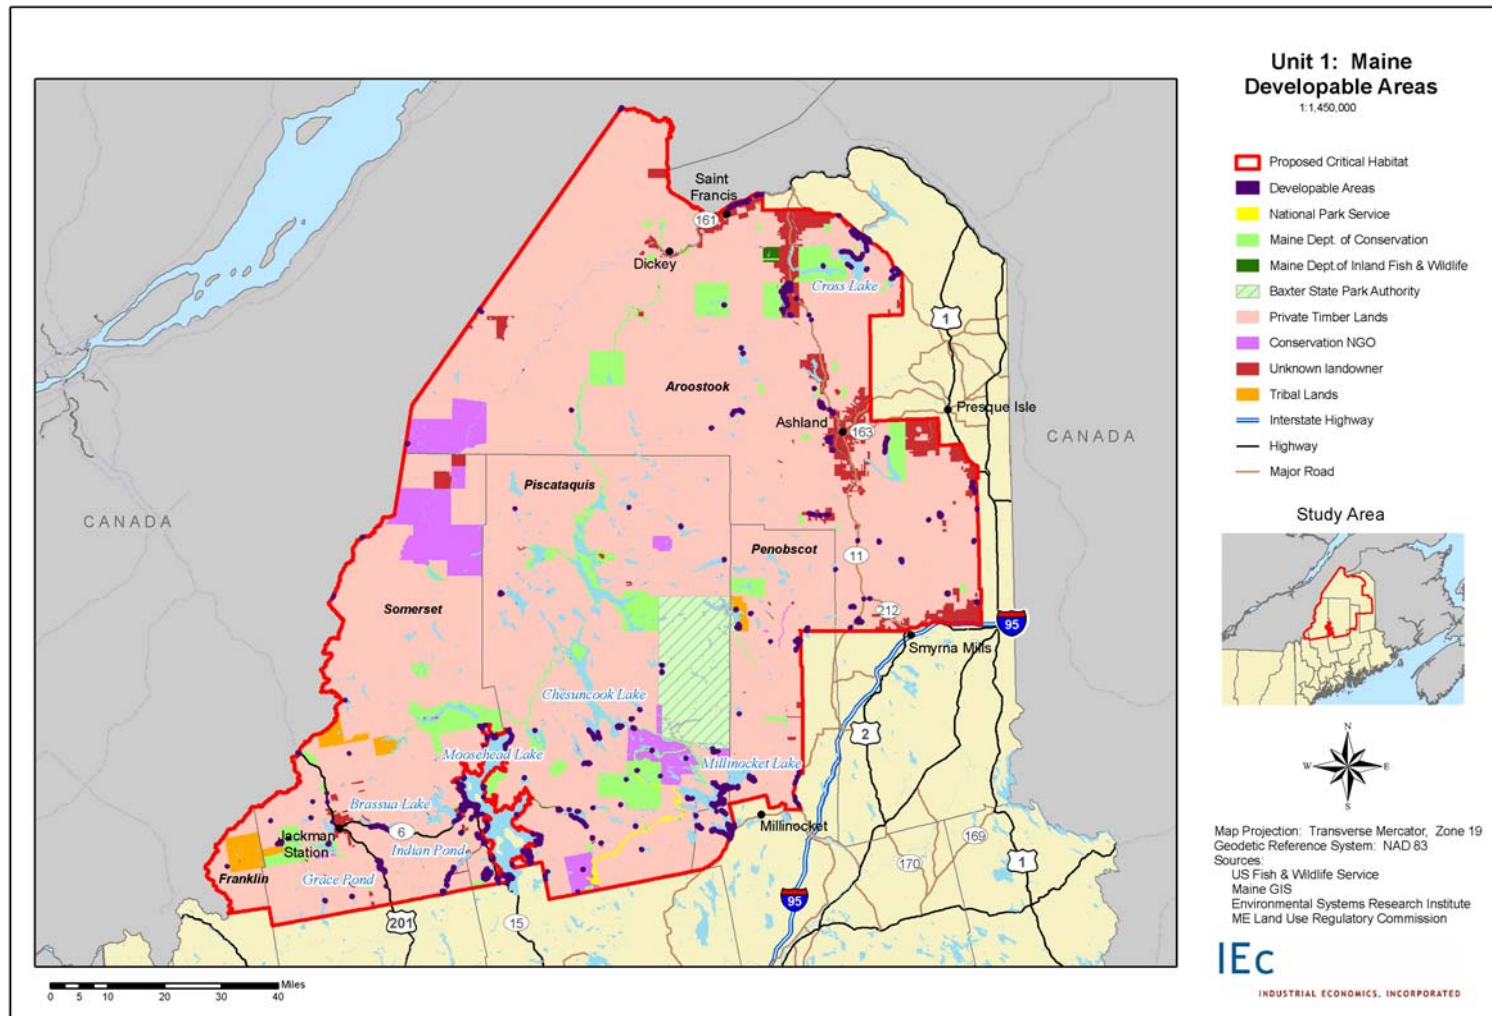 Unit 1: Maine
Developable Areas
1:1,450,000
Proposed Critical Habitat
Developable Areas
National Park Service
Maine Dept. of Conservation
Maine Dept.of Inland Fish & Wildlife
Baxter State Park Authority
Private Timber Lands
Conservation NGO
Unknown landowner
Tribal Lands
Interstate Highway
Highway
Major Road
Study Area
N
W
E
S
Map Projection: Transverse Mercator, Zone 19
Geodetic Reference System: NAD 83
Sources:
US Fish & Wildlife Service
Maine GIS
Environmental Systems Research Institute
ME Land Use Regulatory Commission
IEc
INDUSTRIAL ECONOMICS, INCORPORATED
Saint
Francis
161
Dickey
Cross Lake
1
Aroostook
Presque Isle
Ashland
163
CANADA
Piscataquis
CANADA
Penobscot
11
Somerset
212
95
Smyrna Mills
Chesuncook Lake
2
Moosehead Lake
Millinocket Lake
Brassua Lake
Millinocket
Jackman
Station
6
Indian Pond
169
170
1
Franklin
Grace Pond
95
201
15
Miles
0 5 10 20 30 40